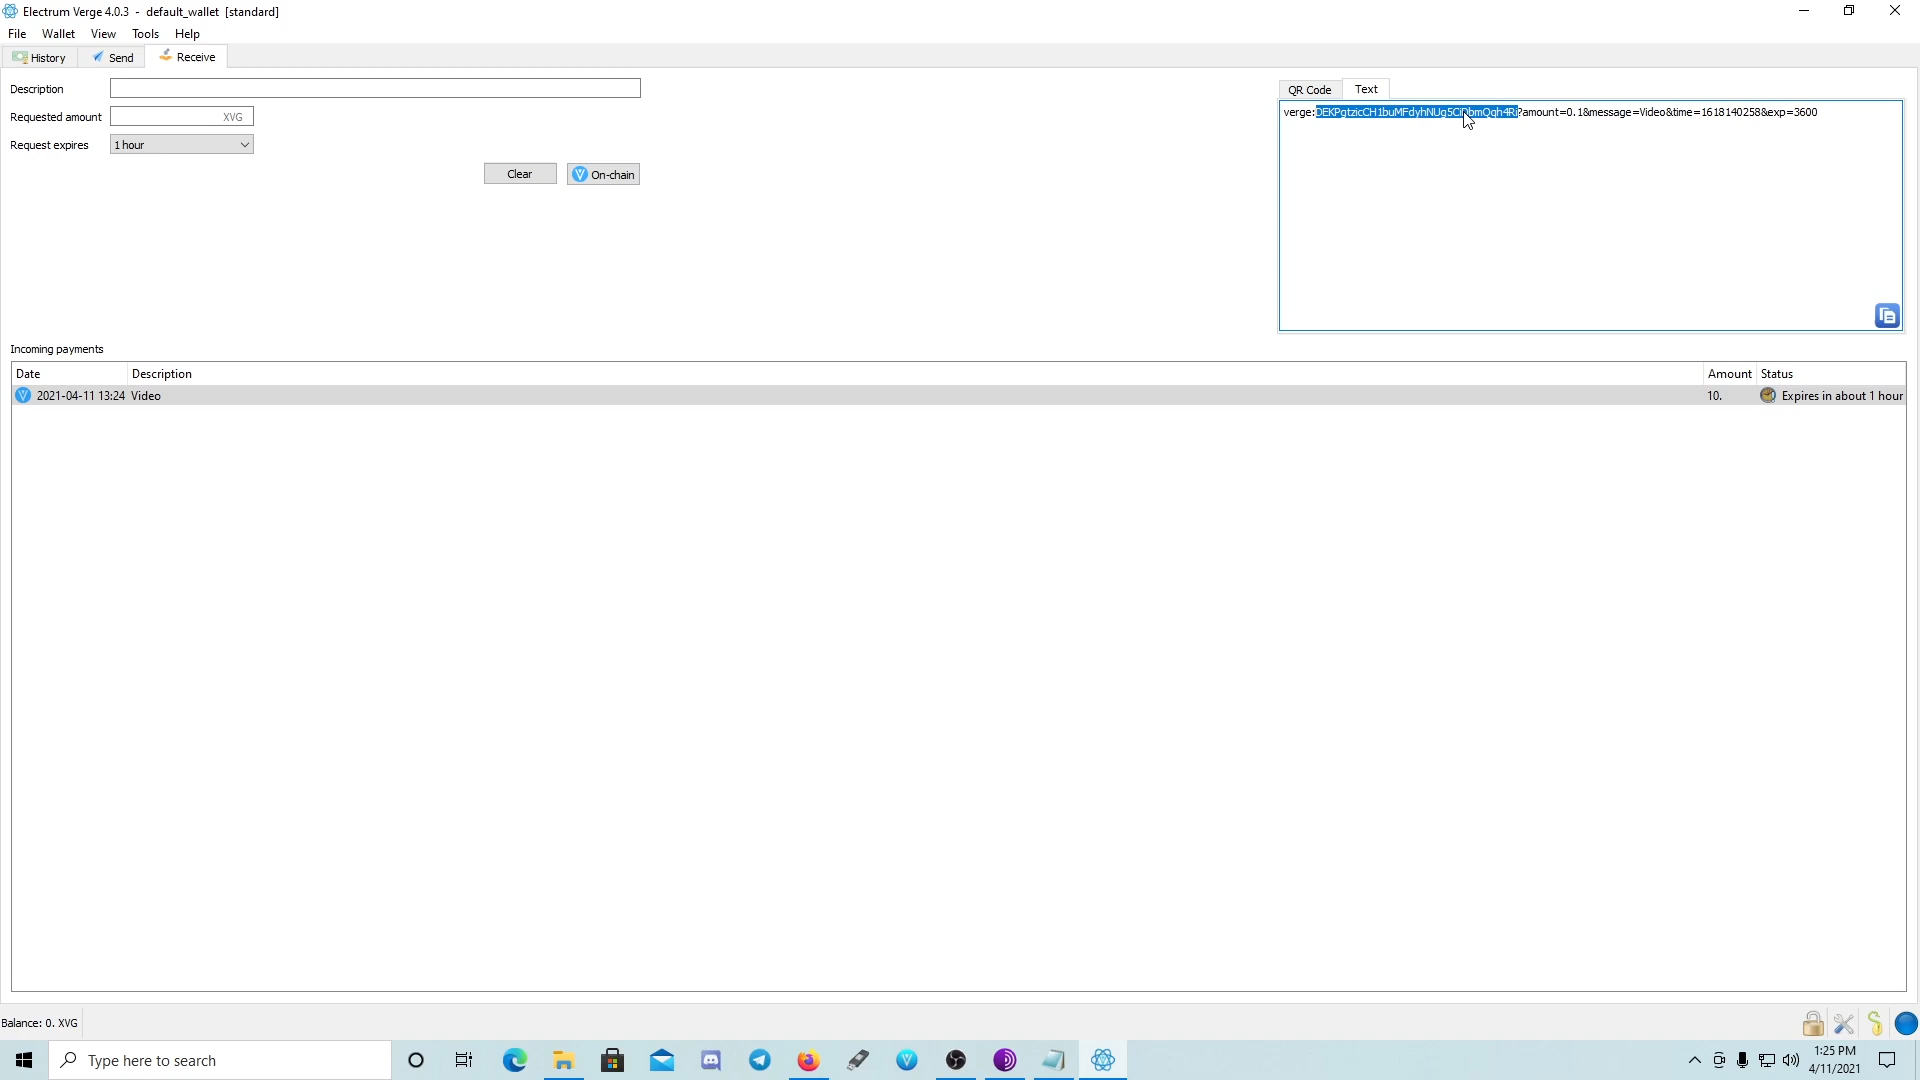 Electrum Verge 4.0.3 - default_wallet [standard]
File Wallet View Tools Help
History Send Receive
Description
Requested amount XVG
Request expires 1 hour
Clear On-chain
QR Code Text
verge:DEKPgtzicCH1buMFdyhNUg5CiDbmQqh4Ri?amount=0.1&message=Video&time=1618140258&exp=3600
Incoming payments
Date Description Amount Status
2021-04-11 13:24 Video 10. Expires in about 1 hour
Balance: 0. XVG
Type here to search
1:25 PM
4/11/2021